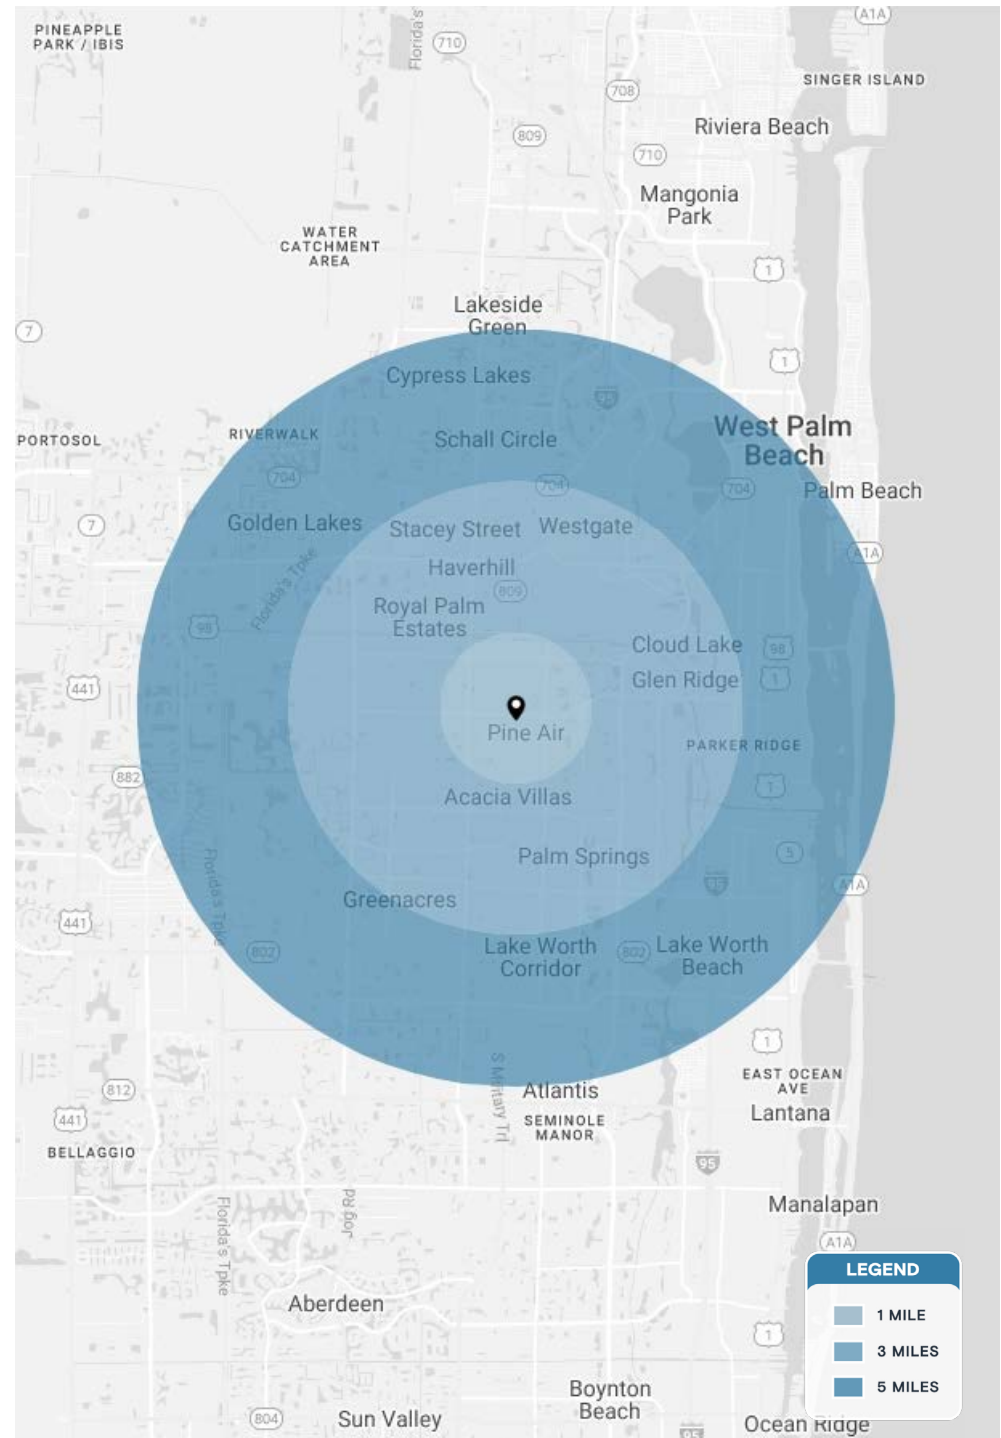 A1A
PINEAPPLE
PARK / IBIS
Florida's
710
SINGER ISLAND
708
Riviera Beach
809
710
Mangonia
Park
WATER
CATCHMENT
AREA
1
Lakeside
Green
7
1
Cypress Lakes
95
West Palm
Beach
PORTOSOL
RIVERWALK
Schall Circle
704
704
704
Palm Beach
7
Golden Lakes
Stacey Street
Westgate
A1A
Haverhill
Florida's Tpke
809
Royal Palm
Estates
98
Cloud Lake
98
Glen Ridge
1
441
Pine Air
PARKER RIDGE
882
1
Acacia Villas
Palm Springs
5
Florida's Tpke
95
A1A
Greenacres
441
802
Lake Worth
Corridor
802
Lake Worth
Beach
1
S Military Trl
EAST OCEAN
AVE
812
Atlantis
Lantana
441
SEMINOLE
MANOR
BELLAGGIO
95
Jog Rd
Manalapan
Florida's Tpke
A1A
LEGEND
1 MILE
3 MILES
5 MILES
Aberdeen
1
Boynton
Beach
804
Sun Valley
Ocean Ridge
95